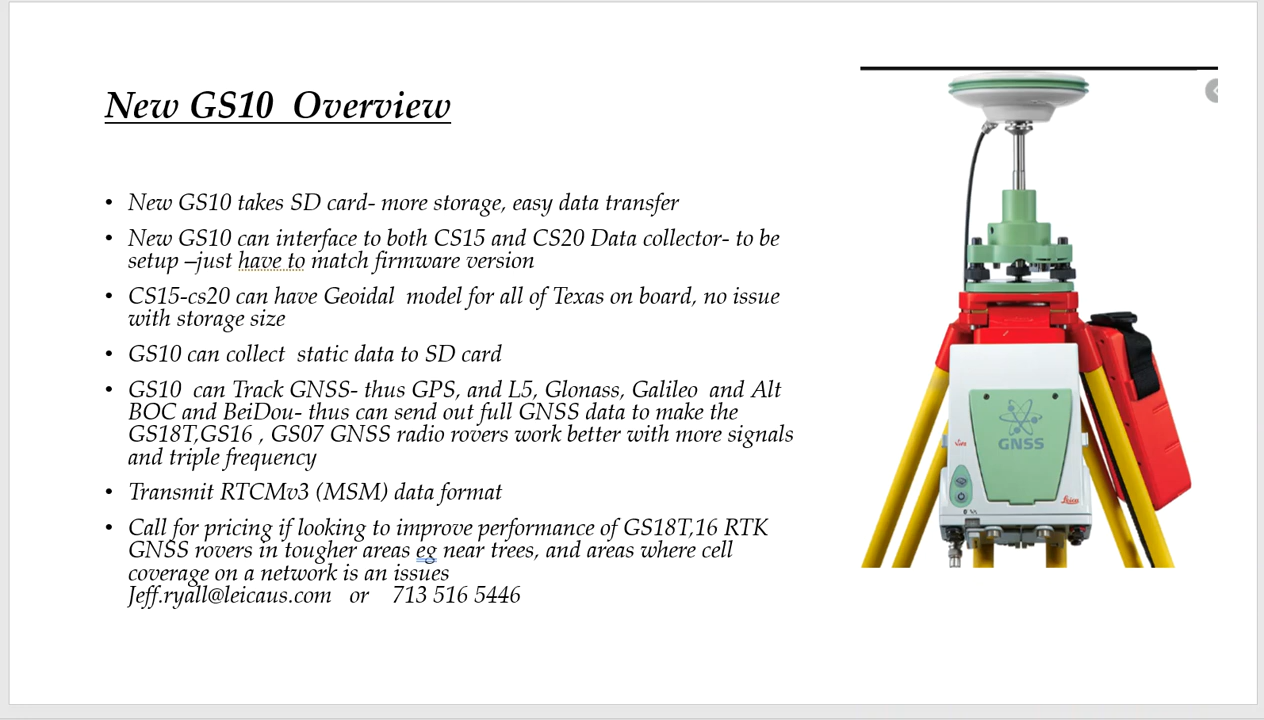 New GS10  Overview
• New GS10 takes SD card- more storage, easy data transfer
• New GS10 can interface to both CS15 and CS20 Data collector- to be
setup –just have to match firmware version
• CS15-cs20 can have Geoidal  model for all of Texas on board, no issue
with storage size
• GS10 can collect  static data to SD card
• GS10  can Track GNSS- thus GPS, and L5, Glonass, Galileo  and Alt
BOC and BeiDou- thus can send out full GNSS data to make the
GS18T,GS16 , GS07 GNSS radio rovers work better with more signals
and triple frequency
• Transmit RTCMv3 (MSM) data format
• Call for pricing if looking to improve performance of GS18T,16 RTK
GNSS rovers in tougher areas eg near trees, and areas where cell
coverage on a network is an issues
Jeff.ryall@leicaus.com   or    713 516 5446
GNSS
viva
Leica